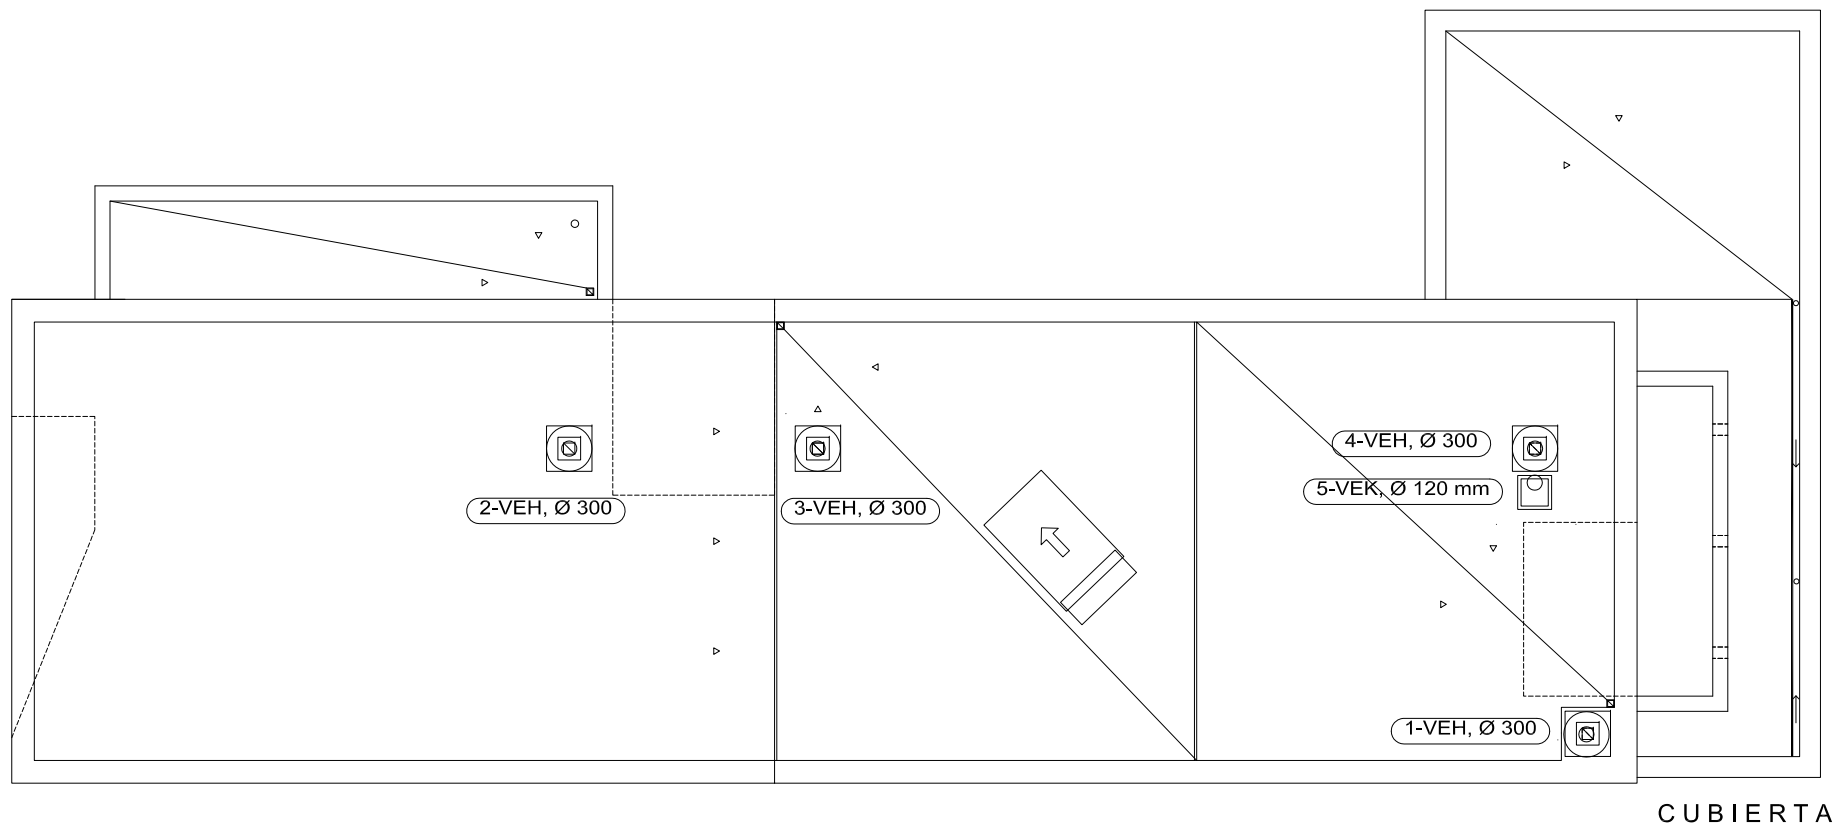 4-VEH, Ø 300
5-VEK, Ø 120 mm
2-VEH, Ø 300
3-VEH, Ø 300
1-VEH, Ø 300
CUBIERTA